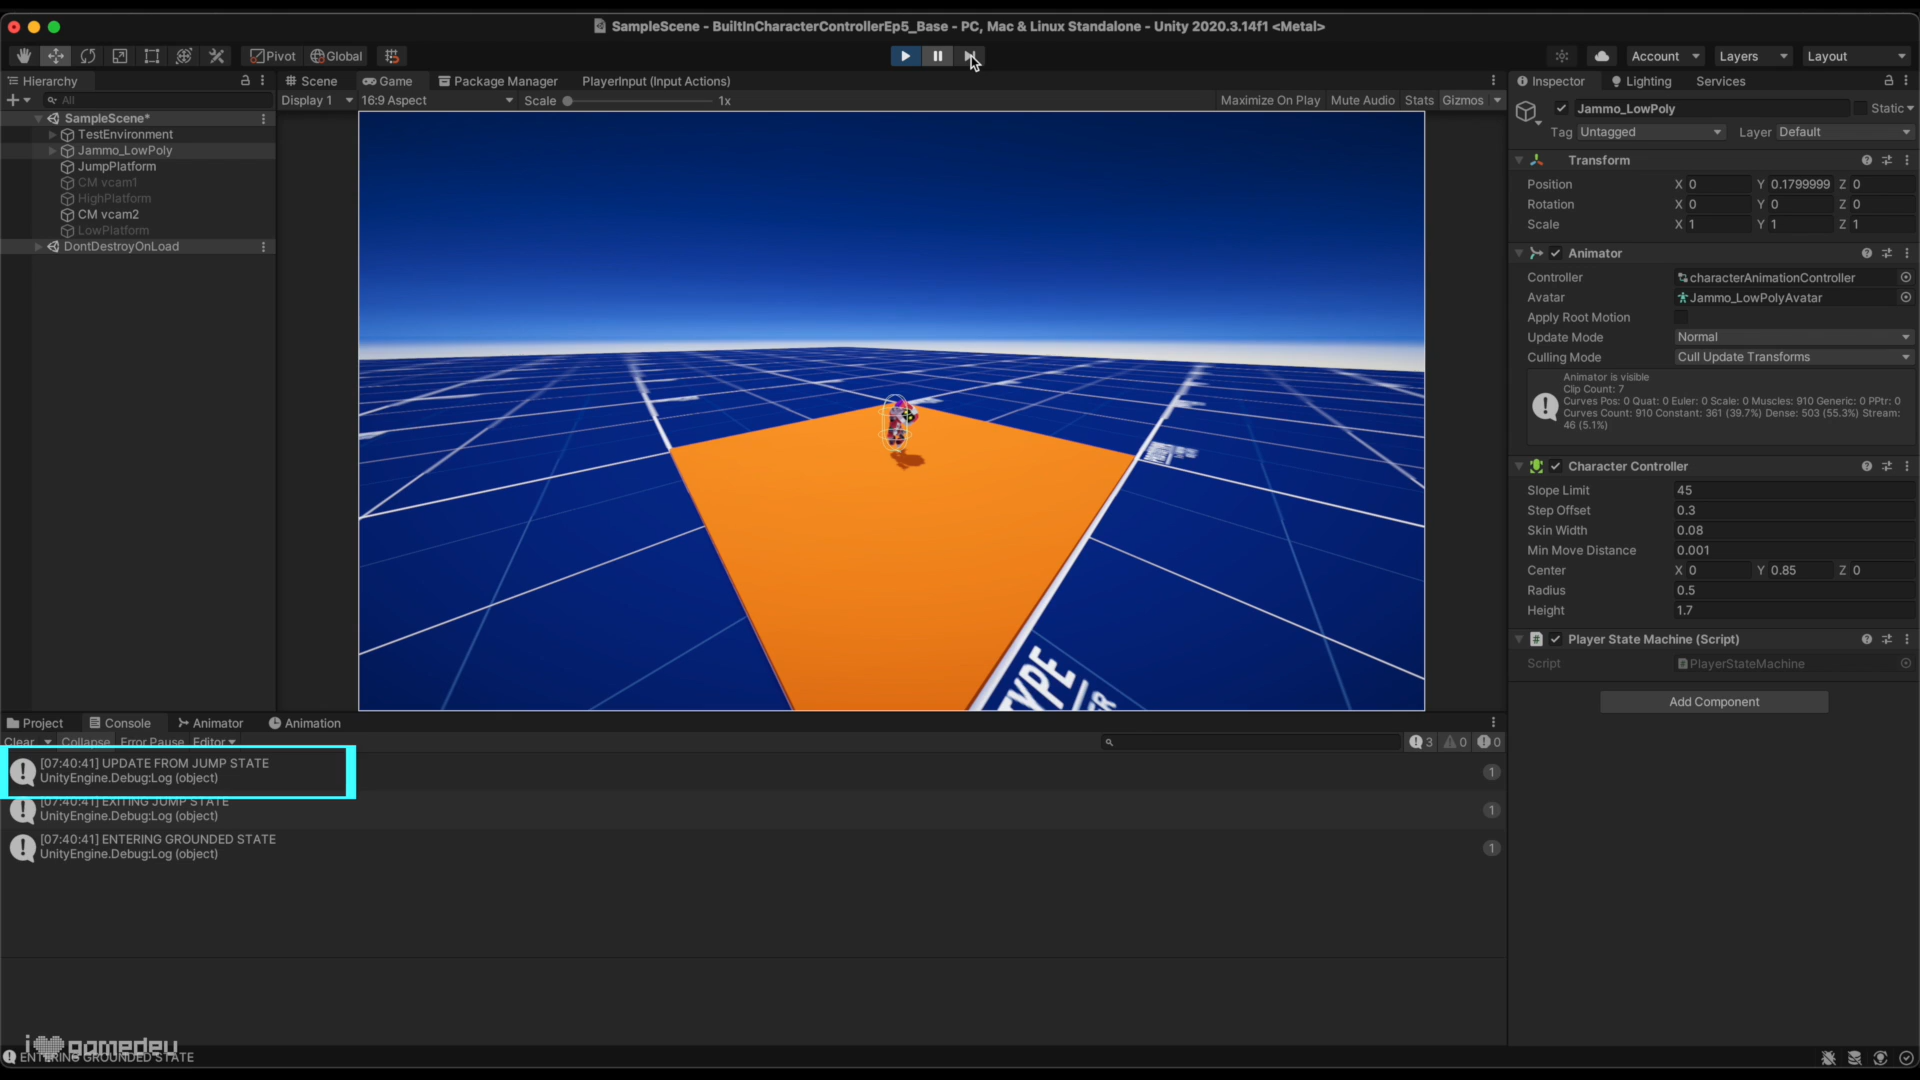 SampleScene - BuiltInCharacterControllerEp5_Base - PC, Mac & Linux Standalone - Unity 2020.3.14f1 <Metal>
Pivot Global Account Layers Layout
Hierarchy Scene Game Package Manager PlayerInput (Input Actions) Inspector Lighting Services
All Display 1 16:9 Aspect Scale 1x Maximize On Play Mute Audio Stats Gizmos
SampleScene*
TestEnvironment
Jammo_LowPoly
JumpPlatform
CM vcam1
HighPlatform
CM vcam2
LowPlatform
DontDestroyOnLoad
TYPE
Jammo_LowPoly Static
Tag Untagged Layer Default
Transform
Position X 0 Y 0.1799999 Z 0
Rotation X 0 Y 0 Z 0
Scale X 1 Y 1 Z 1
Animator
Controller characterAnimationController
Avatar Jammo_LowPolyAvatar
Apply Root Motion
Update Mode Normal
Culling Mode Cull Update Transforms
Animator is visible
Clip Count: 7
Curves Pos: 0 Quat: 0 Euler: 0 Scale: 0 Muscles: 910 Generic: 0 PPtr: 0
Curves Count: 910 Constant: 361 (39.7%) Dense: 503 (55.3%) Stream:
46 (5.1%)
Character Controller
Slope Limit 45
Step Offset 0.3
Skin Width 0.08
Min Move Distance 0.001
Center X 0 Y 0.85 Z 0
Radius 0.5
Height 1.7
Player State Machine (Script)
Script PlayerStateMachine
Add Component
Project Console Animator Animation
Clear Collapse Error Pause Editor 3 0 0
[07:40:41] UPDATE FROM JUMP STATE
UnityEngine.Debug:Log (object) 1
[07:40:41] EXITING JUMP STATE
UnityEngine.Debug:Log (object) 1
[07:40:41] ENTERING GROUNDED STATE
UnityEngine.Debug:Log (object) 1
i gamedev
ENTERING GROUNDED STATE